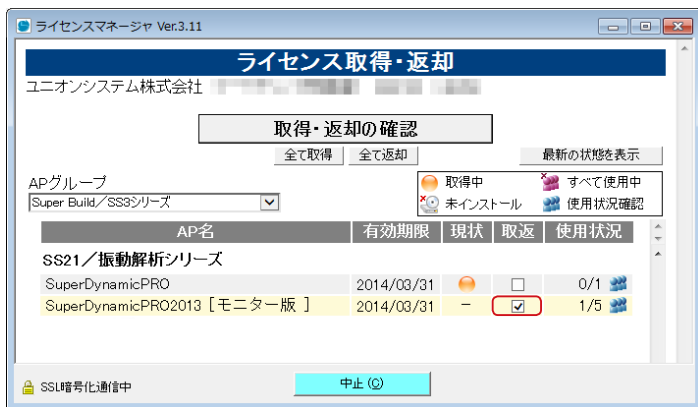 ライセンスマネージャ Ver.3.11
ライセンス取得・返却
ユニオンシステム株式会社
取得・返却の確認
全て取得 全て返却 最新の状態を表示
APグループ
Super Build／SS3シリーズ
取得中 すべて使用中
未インストール 使用状況確認
AP名 有効期限 現状 取返 使用状況
SS21／振動解析シリーズ
SuperDynamicPRO 2014/03/31 0/1
SuperDynamicPRO2013［モニター版 ］ 2014/03/31 － 1/5
SSL暗号化通信中 中止(C)